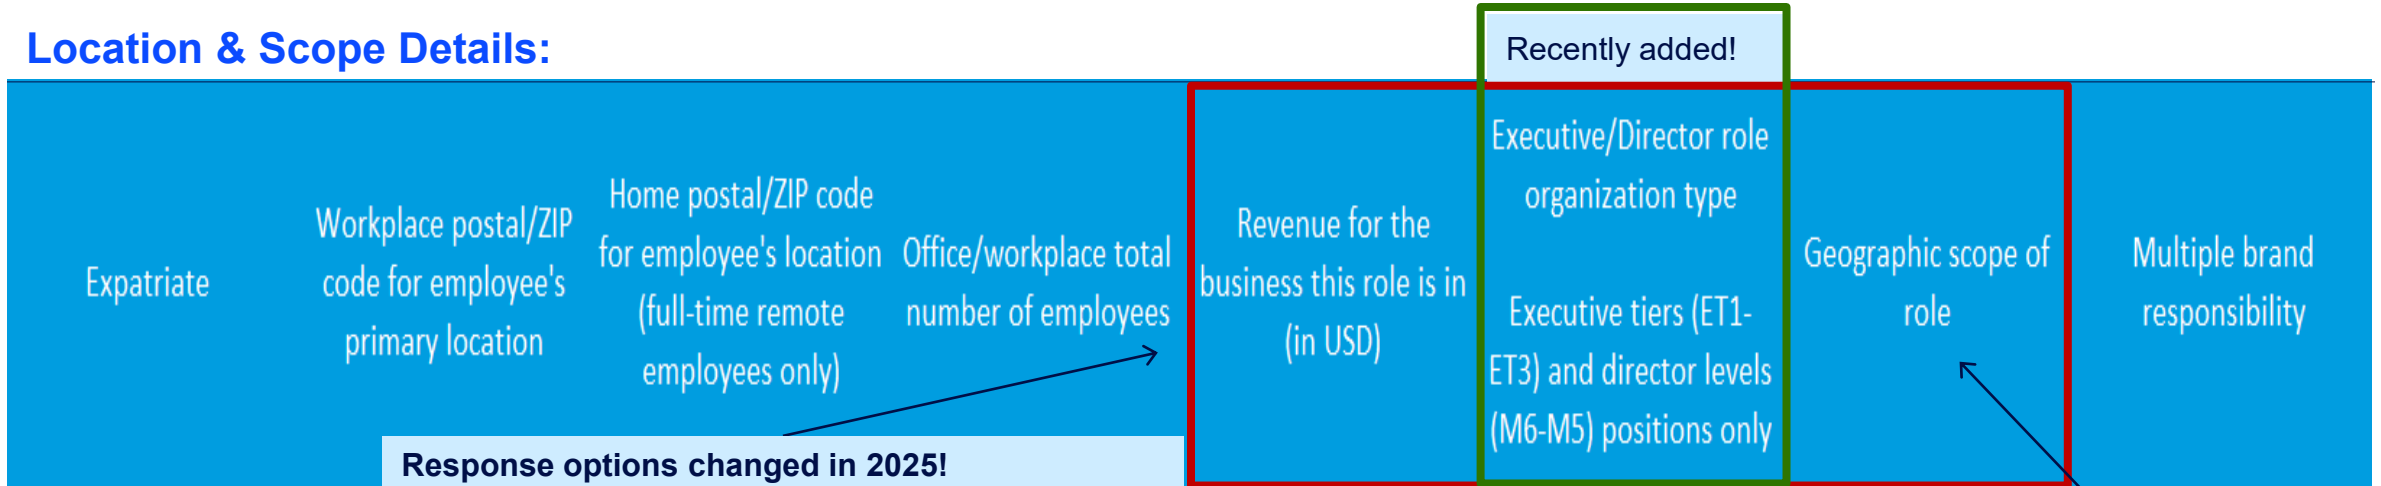 Location & Scope Details:
Recently added!
Expatriate
Workplace postal/ZIP
code for employee's
primary location
Home postal/ZIP code
for employee's location
(full-time remote
employees only)
Office/workplace total
number of employees
Revenue for the
business this role is in
(in USD)
Executive/Director role
organization type
Executive tiers (ET1-
ET3) and director levels
(M6-M5) positions only
Geographic scope of
role
Multiple brand
responsibility
Response options changed in 2025!